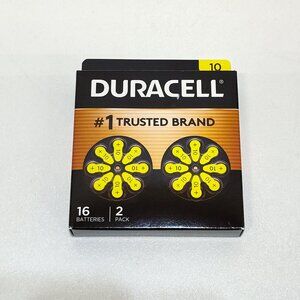 10
DURACELL®
#1 TRUSTED BRAND
16 BATTERIES | 2 PACK